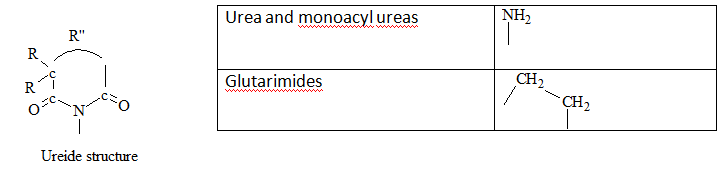 R"
R
C
R
C
C
O
N
O
Ureide structure
Urea and monoacyl ureas
NH₂
Glutarimides
CH₂
CH₂